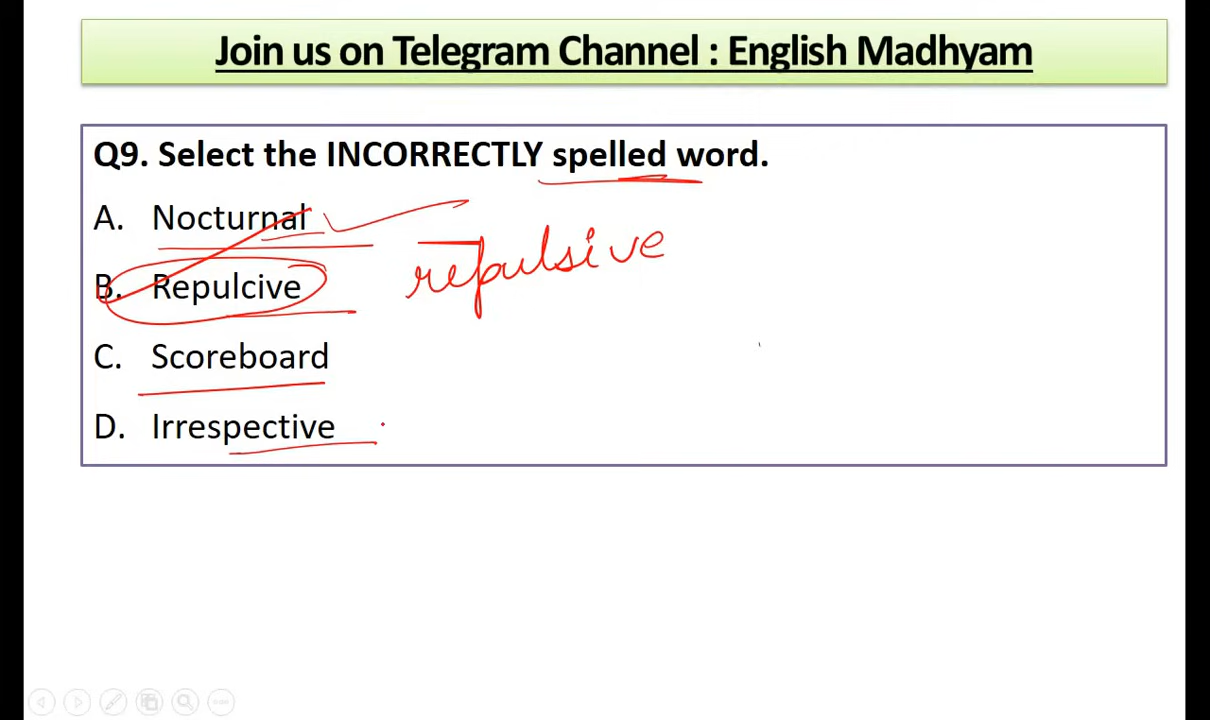 Join us on Telegram Channel : English Madhyam
Q9. Select the INCORRECTLY spelled word.
A. Nocturnal
B. Repulcive
repulsive
C. Scoreboard
D. Irrespective